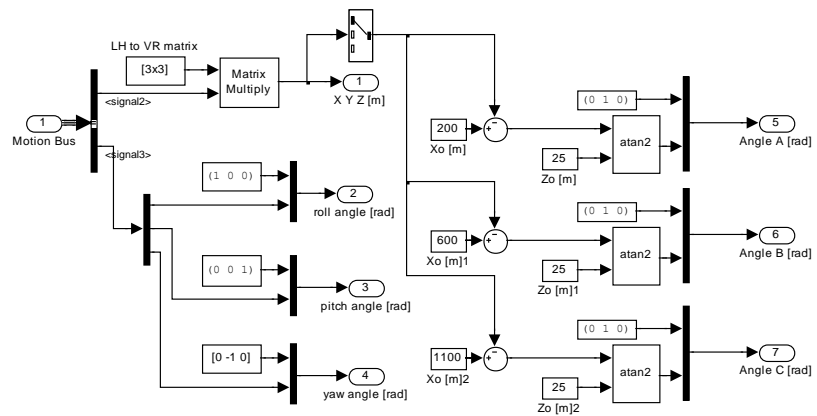 LH to VR matrix
[3x3]
Matrix
Multiply
1
X Y Z [m]
<signal2>
1
Motion Bus
<signal3>
(1 0 0)
2
roll angle [rad]
(0 0 1)
3
pitch angle [rad]
[0 -1 0]
4
yaw angle [rad]
200
Xo [m]
25
Zo [m]
(0 1 0)
atan2
5
Angle A [rad]
600
Xo [m]1
25
Zo [m]1
(0 1 0)
atan2
6
Angle B [rad]
1100
Xo [m]2
25
Zo [m]2
(0 1 0)
atan2
7
Angle C [rad]